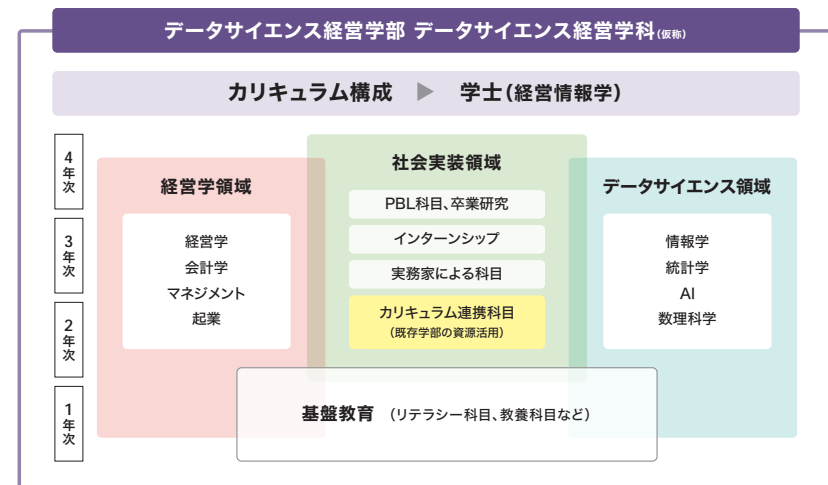 データサイエンス経営学部 データサイエンス経営学科(仮称)
カリキュラム構成 ▶ 学士(経営情報学)
4年次
3年次
2年次
1年次
経営学領域
経営学
会計学
マネジメント
起業
社会実装領域
PBL科目、卒業研究
インターンシップ
実務家による科目
カリキュラム連携科目
(既存学部の資源活用)
データサイエンス領域
情報学
統計学
AI
数理科学
基盤教育 (リテラシー科目、教養科目など)